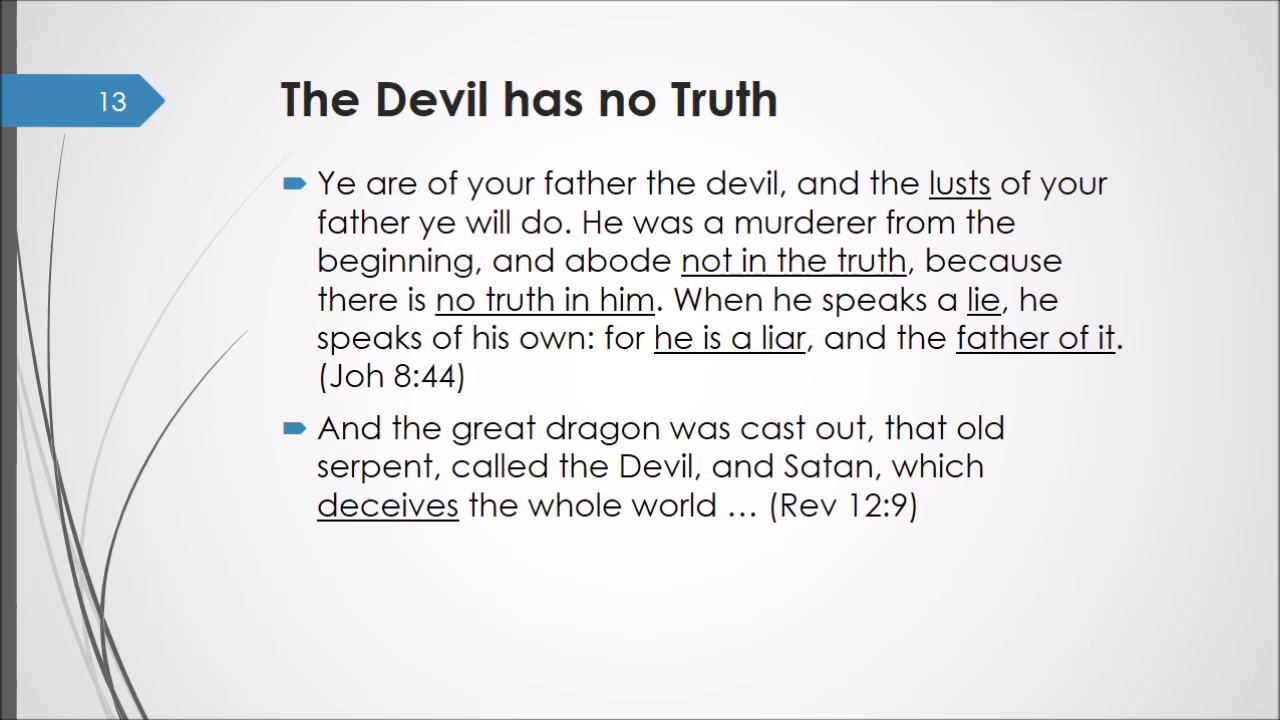 13
The Devil has no Truth
Ye are of your father the devil, and the lusts of your
father ye will do. He was a murderer from the
beginning, and abode not in the truth, because
there is no truth in him. When he speaks a lie, he
speaks of his own: for he is a liar, and the father of it.
(Joh 8:44)
And the great dragon was cast out, that old
serpent, called the Devil, and Satan, which
deceives the whole world … (Rev 12:9)